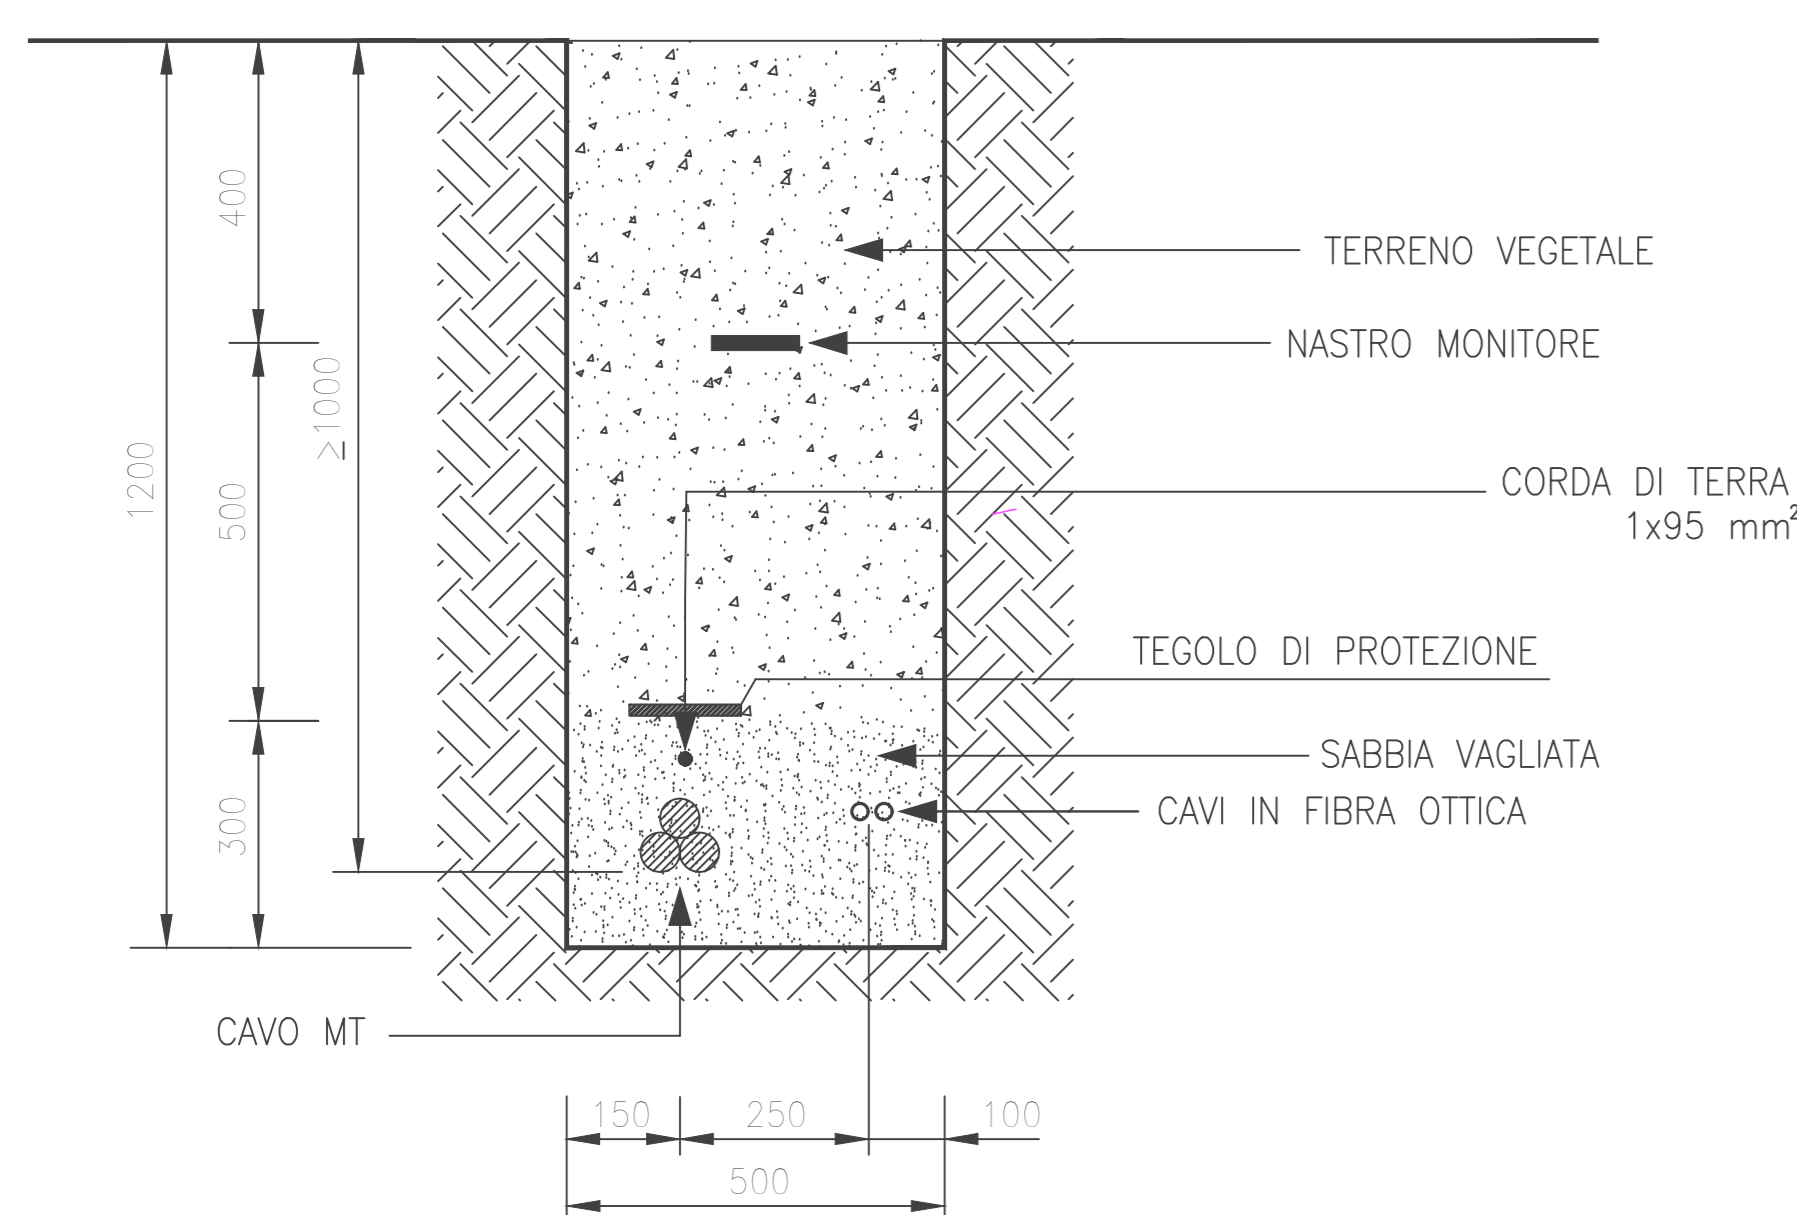 400
TERRENO VEGETALE
NASTRO MONITORE
≥1000
1200
500
CORDA DI TERRA
1x95 mm²
TEGOLO DI PROTEZIONE
SABBIA VAGLIATA
300
CAVI IN FIBRA OTTICA
CAVO MT
150 250 100
500